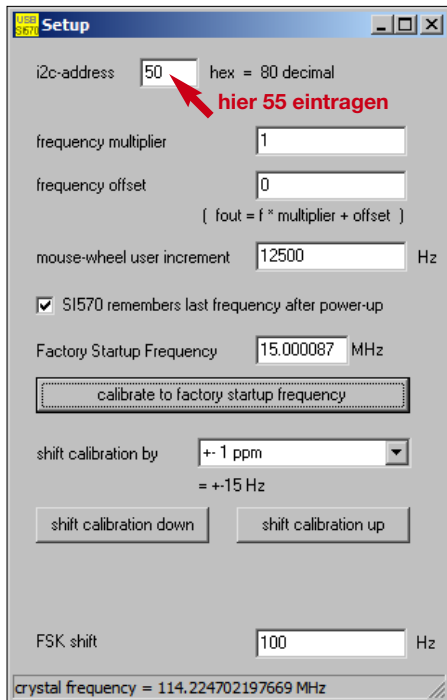 USB
SI570
Setup
i2c-address 50 hex = 80 decimal
hier 55 eintragen
frequency multiplier 1
frequency offset 0
( fout = f * multiplier + offset )
mouse-wheel user increment 12500 Hz
SI570 remembers last frequency after power-up
Factory Startup Frequency 15.000087 MHz
calibrate to factory startup frequency
shift calibration by +- 1 ppm
= +-15 Hz
shift calibration down shift calibration up
FSK shift 100 Hz
crystal frequency = 114.224702197669 MHz